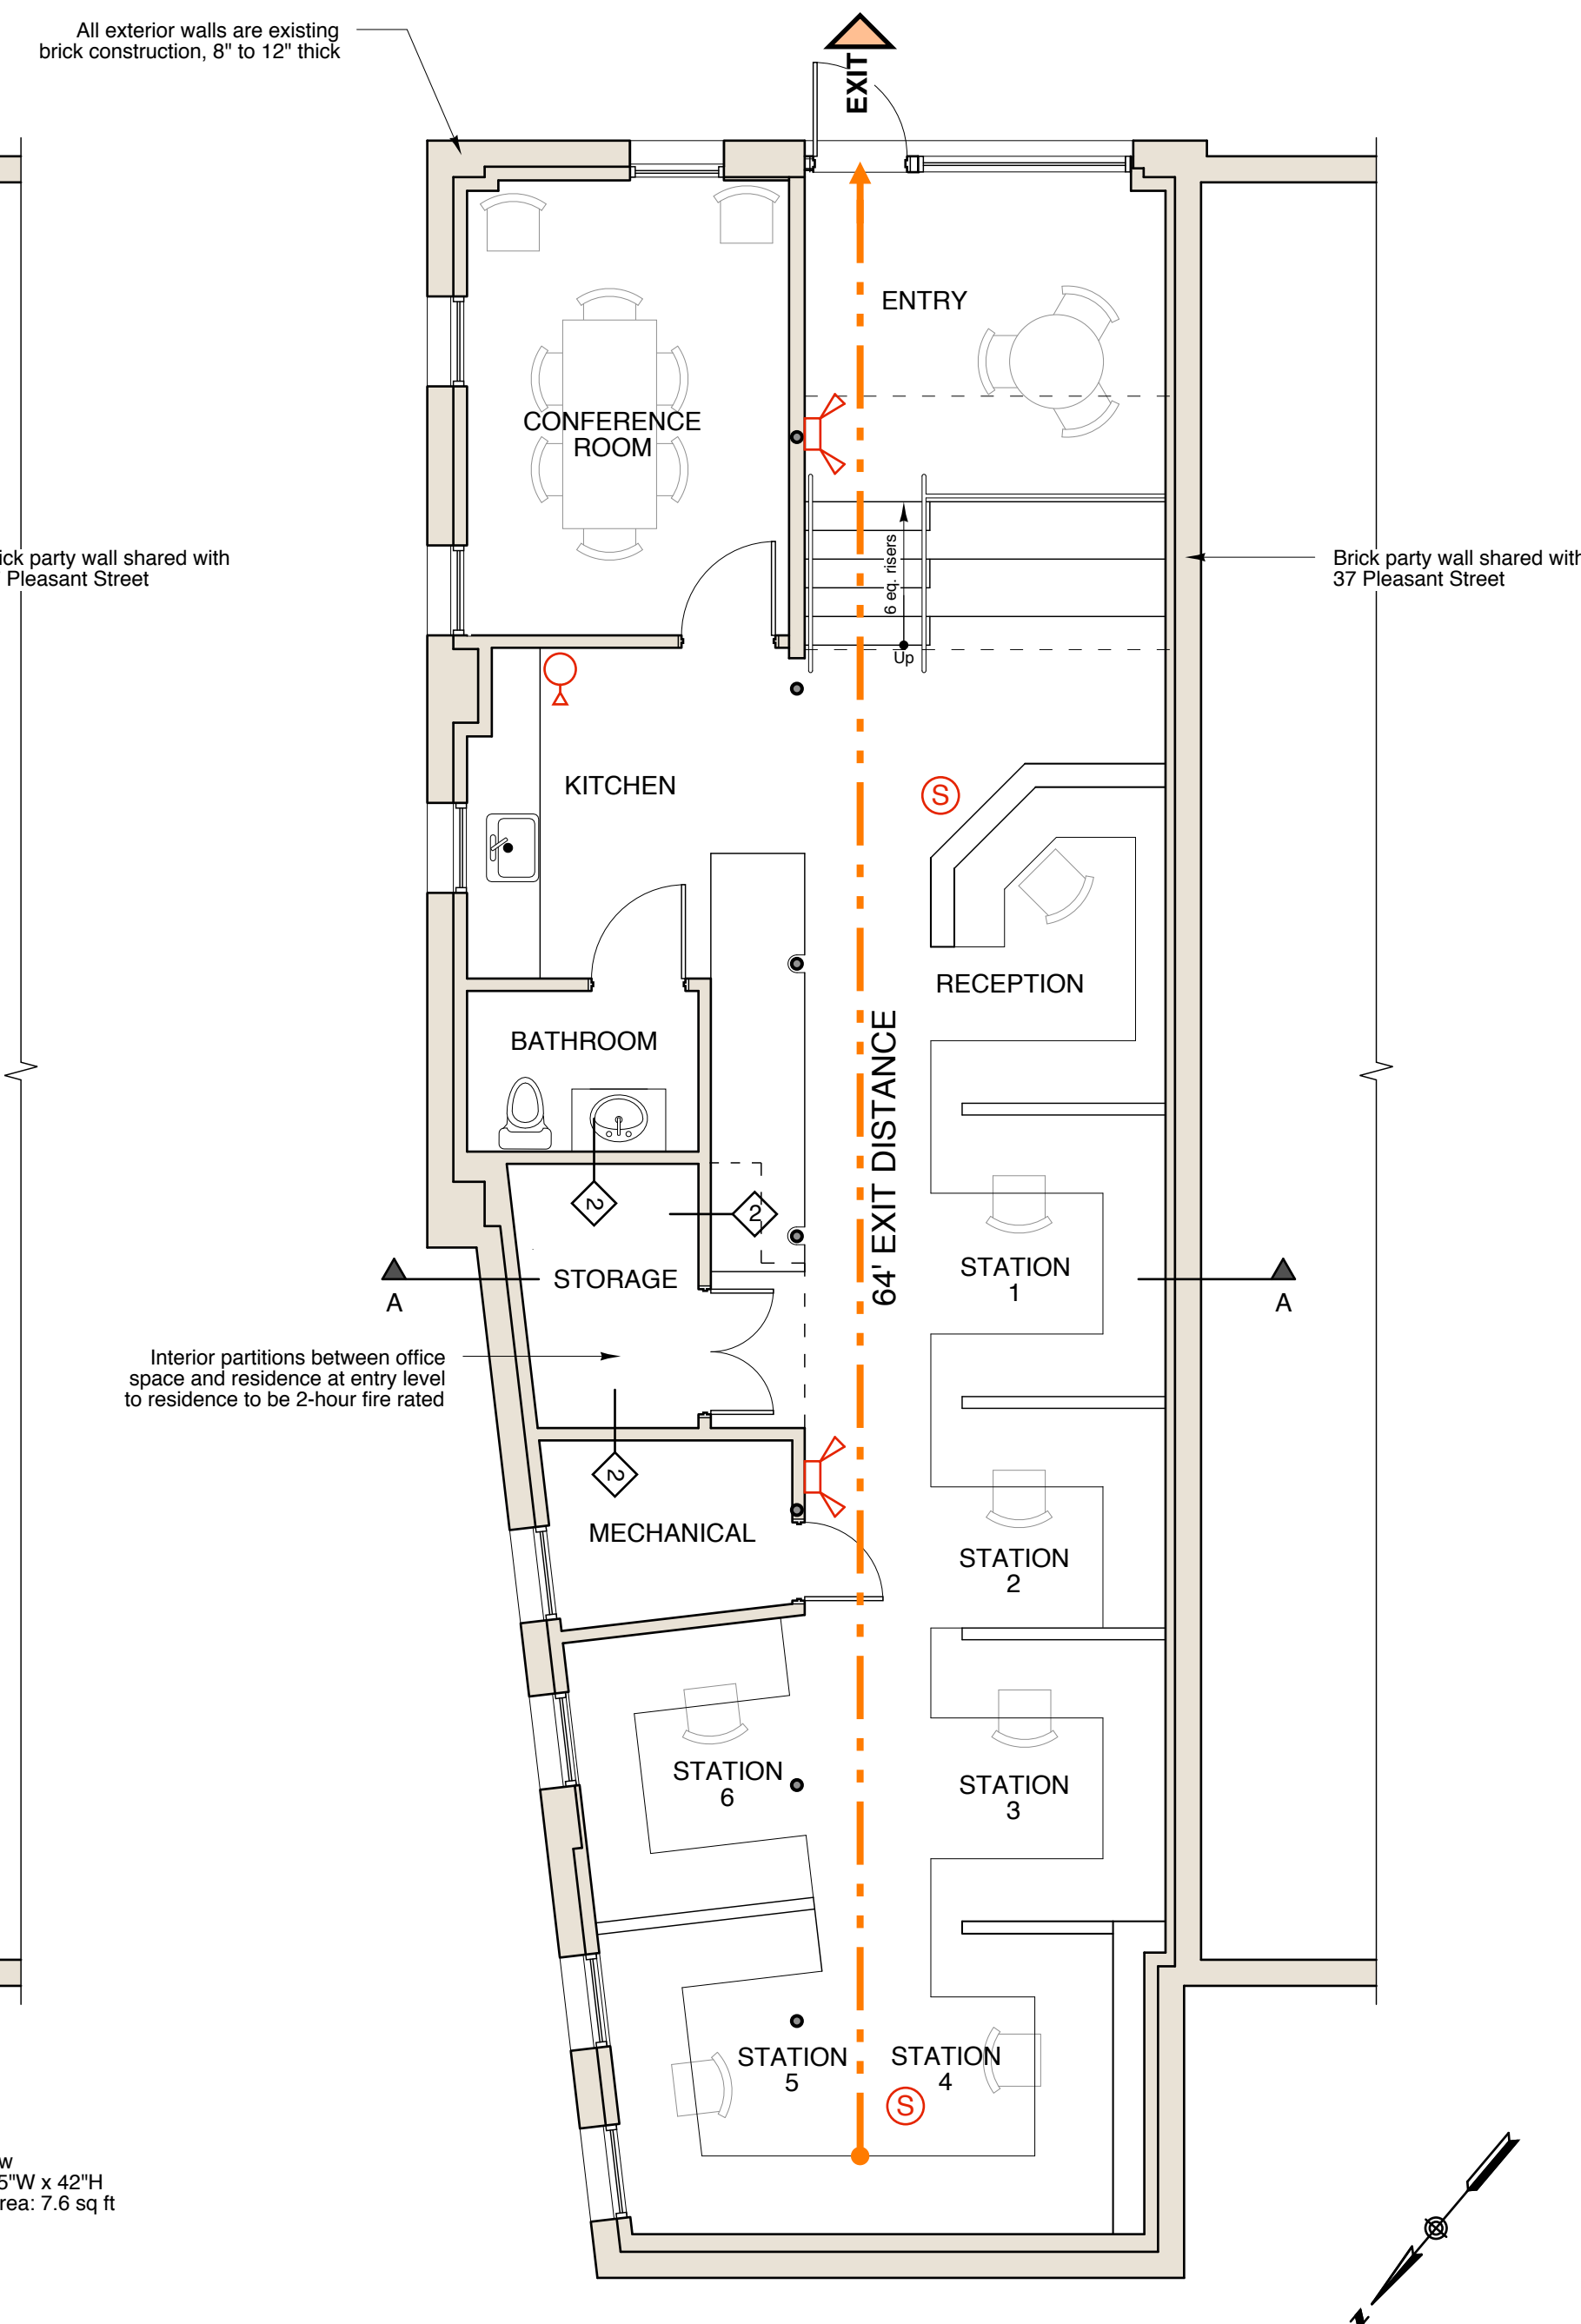 All exterior walls are existing
brick construction, 8" to 12" thick
EXIT
ENTRY
CONFERENCE
ROOM
6 eq. risers
Up
party wall shared with
Pleasant Street
Brick party wall shared with
37 Pleasant Street
KITCHEN
S
RECEPTION
BATHROOM
64' EXIT DISTANCE
2
2
STORAGE
STATION
1
A
A
Interior partitions between office
space and residence at entry level
to residence to be 2-hour fire rated
2
MECHANICAL
STATION
2
STATION
6
STATION
3
STATION
5
STATION
4
S
5"W x 42"H
7.6 sq ft